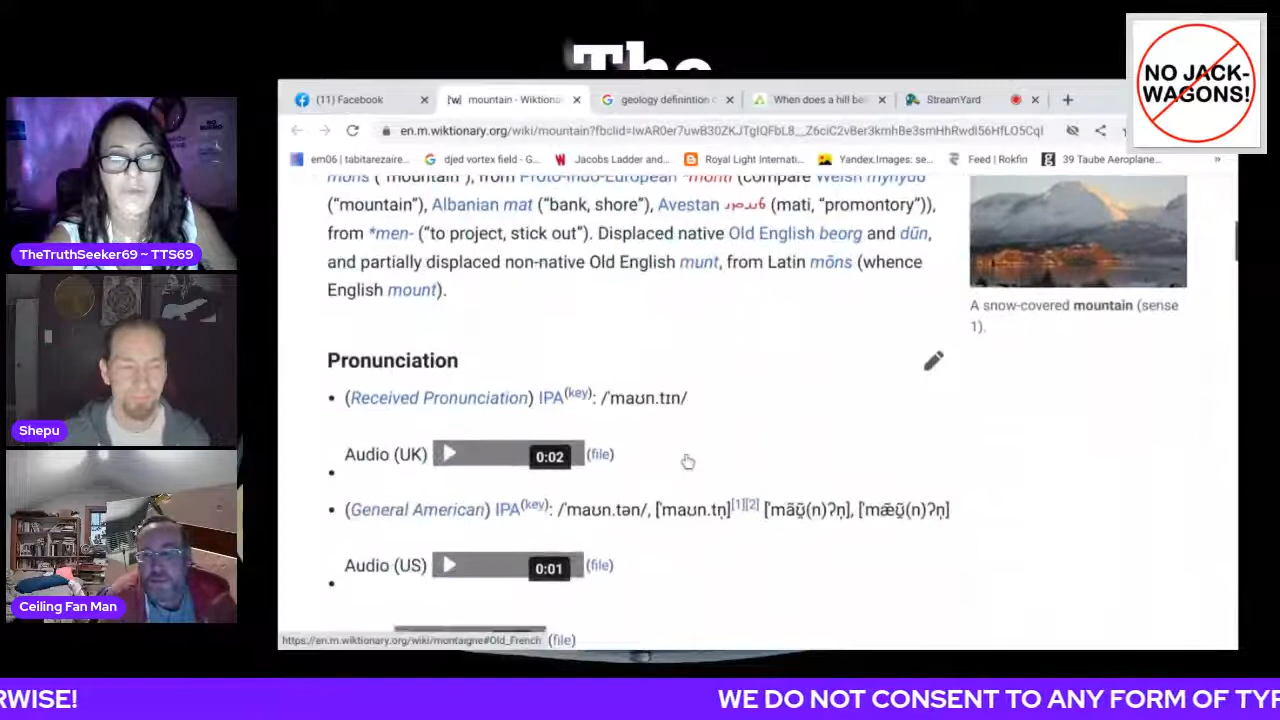 The
NO JACK-
WAGONS!
(11) Facebook
mountain - Wiktiona
geology definintion c
When does a hill be
StreamYard
en.m.wiktionary.org/wiki/mountain?fbclid=
em06 | tabitarezaire...
djed vortex field - G...
Jacobs Ladder and...
Royal Light Internati...
Yandex.Images: se...
Feed | Rokfin
39 Taube Aeroplane...
»
mōns ("mountain"), from Proto-Indo-European *monti (compare Welsh mynydd
("mountain"), Albanian mat ("bank, shore"), Avestan (mati, "promontory")),
from *men- ("to project, stick out"). Displaced native Old English beorg and dūn,
and partially displaced non-native Old English munt, from Latin mōns (whence
English mount).
A snow-covered mountain (sense
1).
Pronunciation
• (Received Pronunciation) IPA(key): /ˈmaʊn.tɪn/
Audio (UK) 0:02 (file)
•
• (General American) IPA(key): /ˈmaʊn.tən/, [ˈmaʊn.tn̩][1][2] [ˈmãʊ̃(n)ʔn̩], [ˈmæ̃ʊ̃(n)ʔn̩]
Audio (US) 0:01 (file)
•
https://en.m.wiktionary.org/wiki/montaigne#Old_French (file)
TheTruthSeeker69 ~ TTS69
Shepu
Ceiling Fan Man
RWISE! WE DO NOT CONSENT TO ANY FORM OF TYP